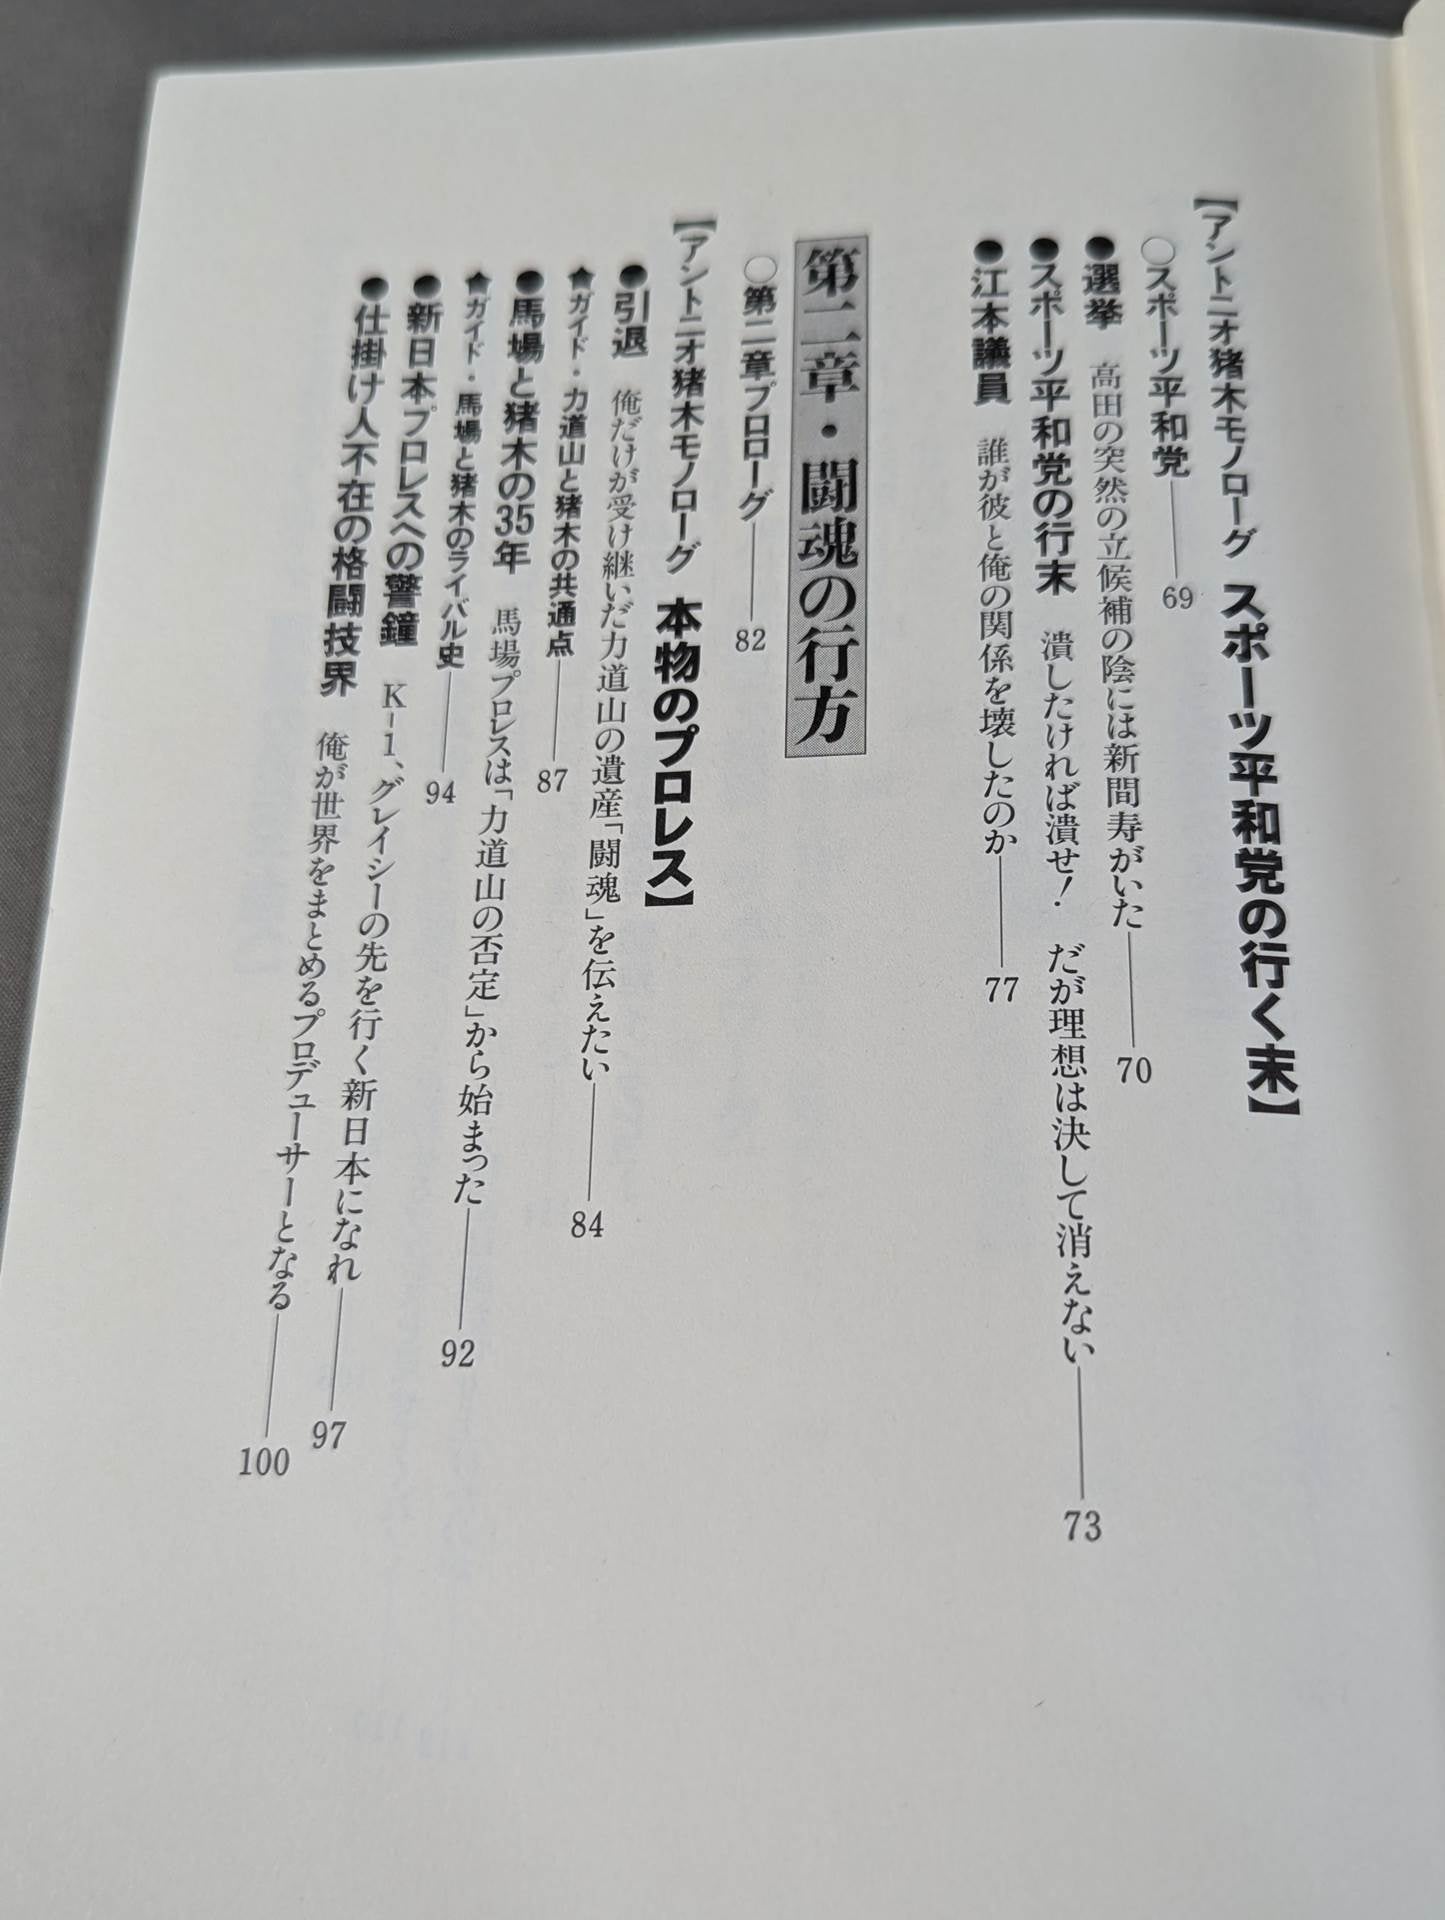 【アントニオ猪木モノローグ スポーツ平和党の行く末】
○スポーツ平和党――69
●選挙 高田の突然の立候補の陰には新間寿がいた――70
●スポーツ平和党の行末 潰したければ潰せ! だが理想は決して消えない――73
●江本議員 誰が彼と俺の関係を壊したのか――77
第二章・闘魂の行方
○第二章プロローグ――82
【アントニオ猪木モノローグ 本物のプロレス】
●引退 俺だけが受け継いだ力道山の遺産「闘魂」を伝えたい――84
★ガイド・力道山と猪木の共通点――87
●馬場と猪木の35年 馬場プロレスは「力道山の否定」から始まった――92
★ガイド・馬場と猪木のライバル史――94
●新日本プロレスへの警鐘 K-1、グレイシーの先を行く新日本になれ――97
●仕掛け人不在の格闘技界 俺が世界をまとめるプロデューサーとなる――100